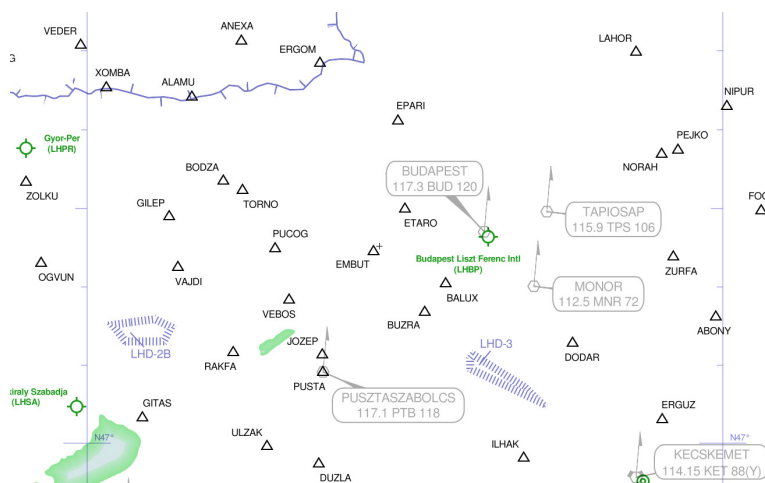 VEDER
ANEXA
ERGOM
LAHOR
G
XOMBA
ALAMU
NIPUR
EPARI
Gyor-Per
(LHPR)
PEJKO
NORAH
BODZA
BUDAPEST
117.3 BUD 120
ZOLKU
TORNO
GILEP
FOG
ETARO
TAPIOSAP
115.9 TPS 106
PUCOG
EMBUT
Budapest Liszt Ferenc Intl
(LHBP)
ZURFA
OGVUN
VAJDI
MONOR
112.5 MNR 72
BALUX
VEBOS
BUZRA
ABONY
JOZEP
LHD-3
LHD-2B
RAKFA
DODAR
PUSTA
kiraly Szabadja
(LHSA)
PUSZTASZABOLCS
117.1 PTB 118
GITAS
ERGUZ
ULZAK
N47°
ILHAK
N47°
KECSKEMET
114.15 KET 88(Y)
DUZLA